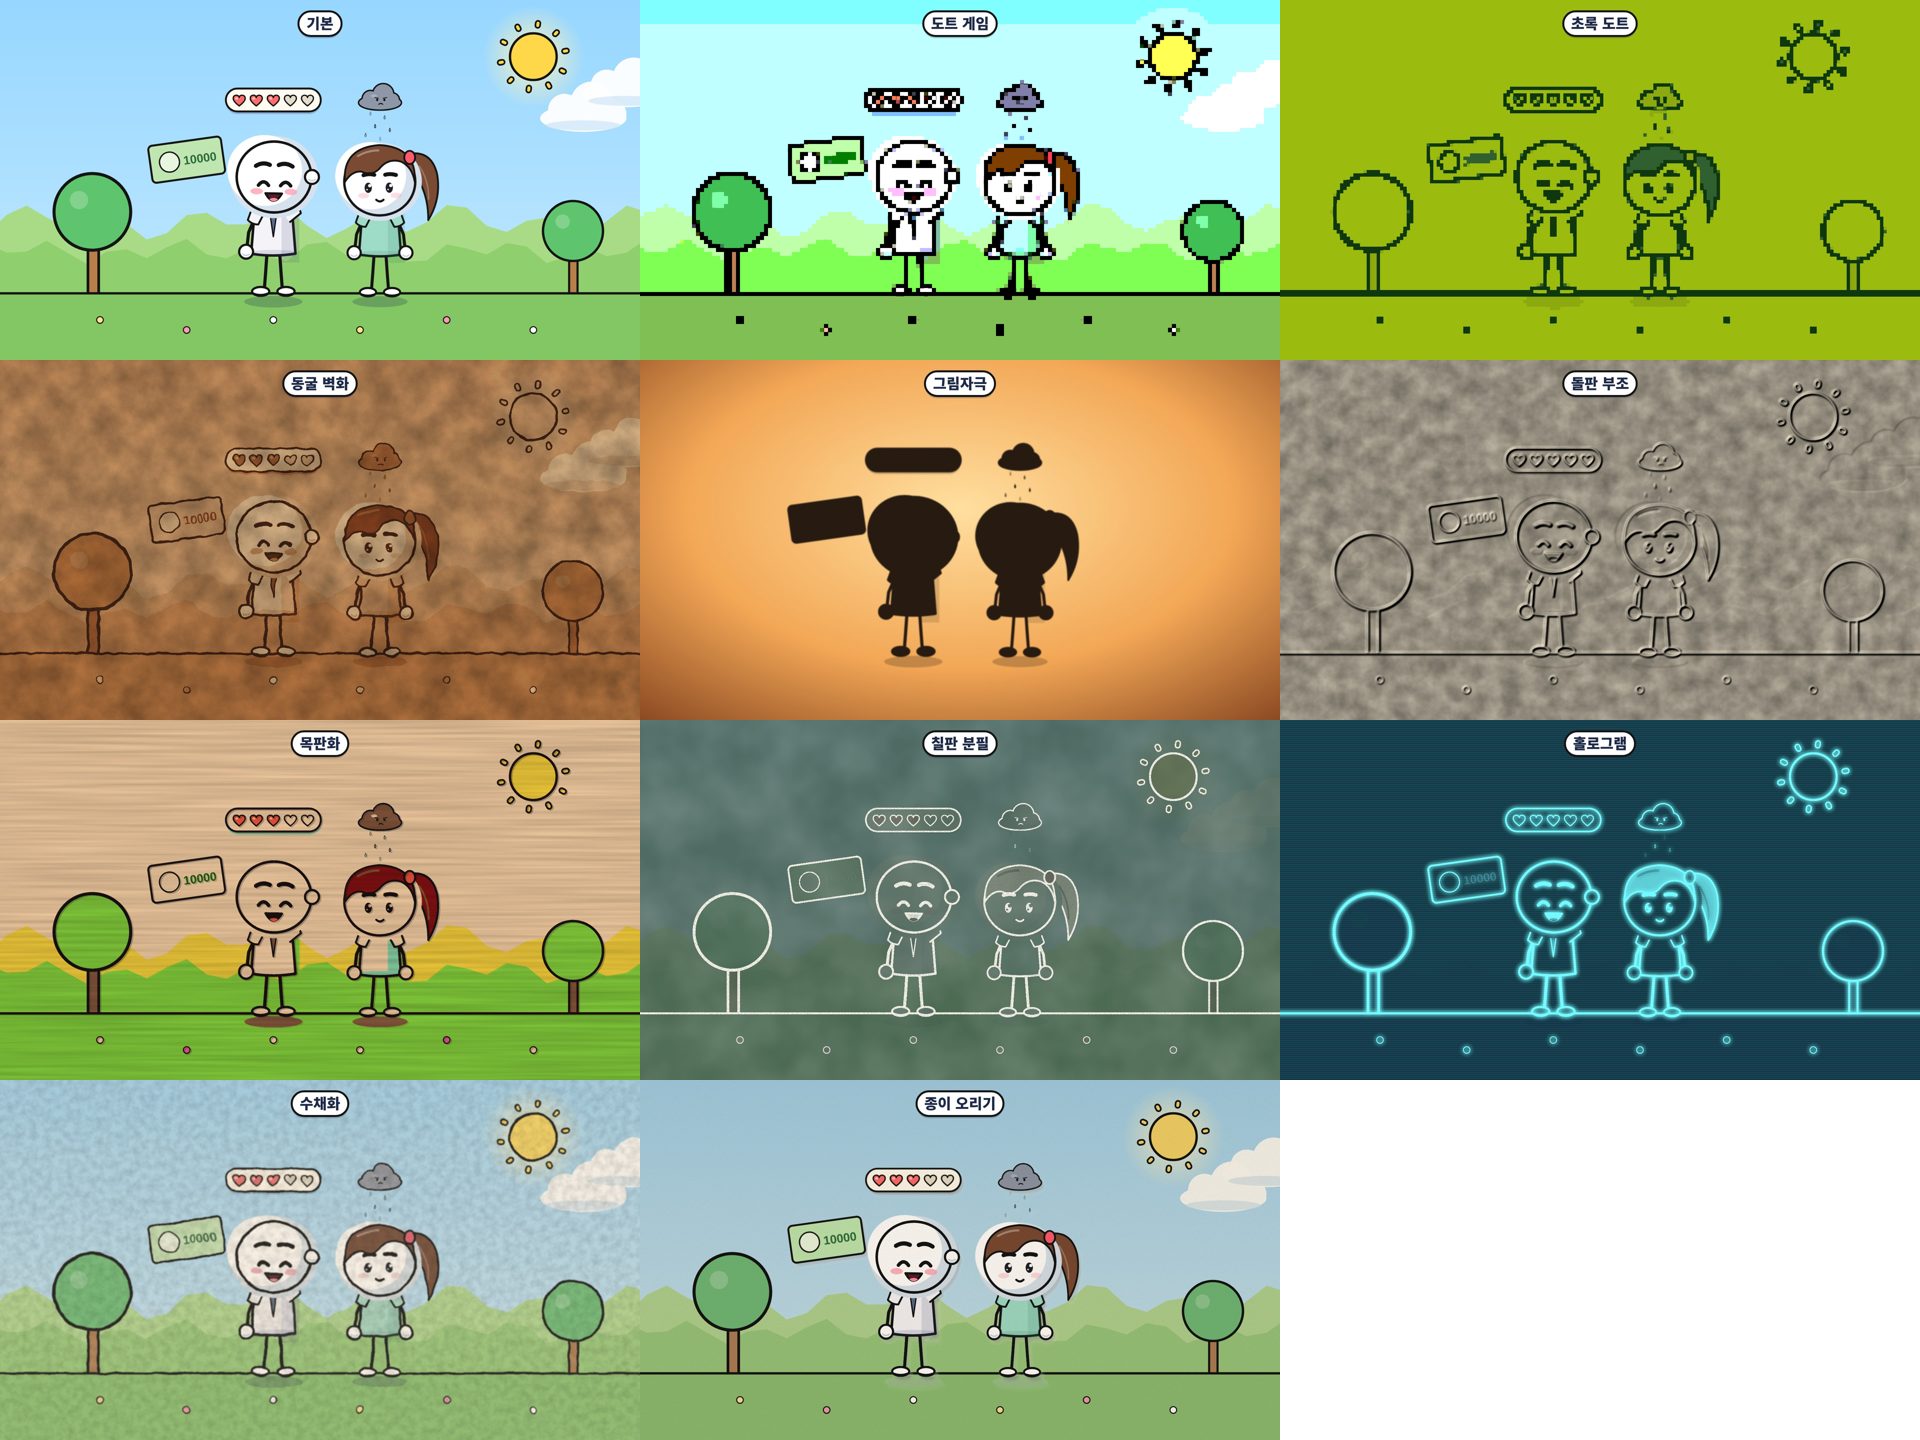 기본
10000
도트 게임
초록 도트
동굴 벽화
10000
그림자극
돌판 부조
10000
목판화
10000
칠판 분필
홀로그램
10000
수채화
10000
종이 오리기
10000